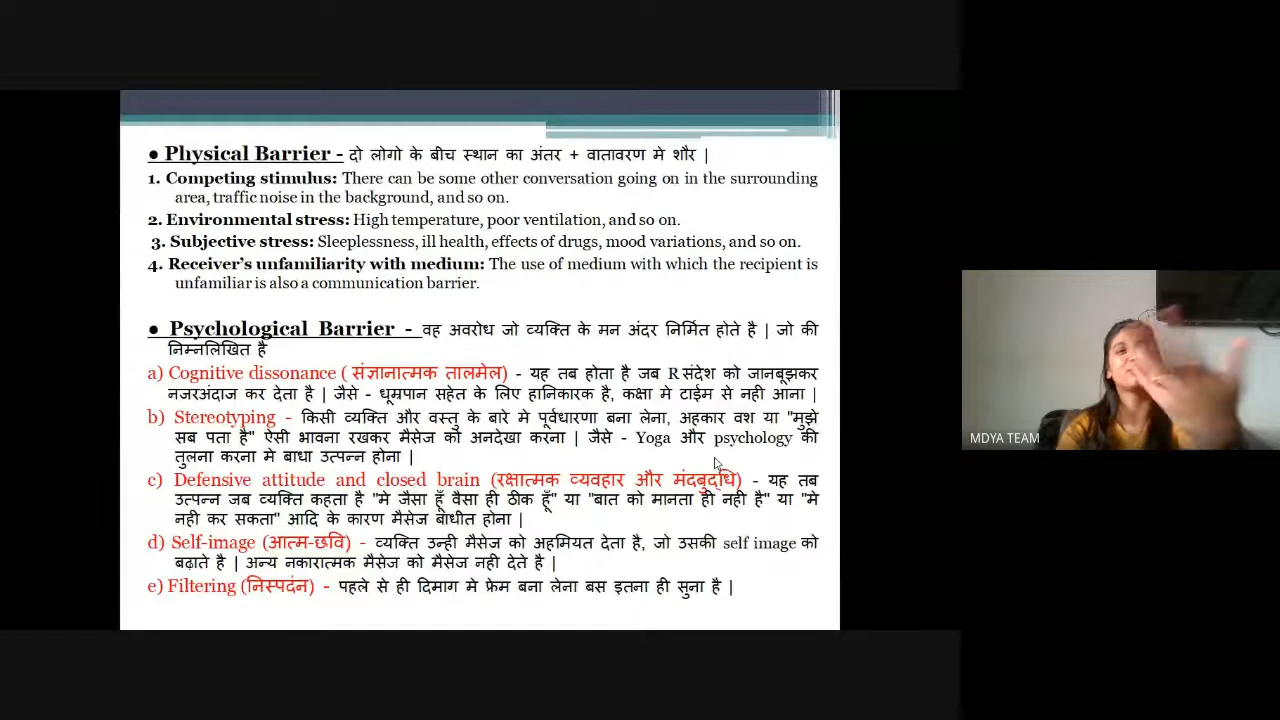 ● Physical Barrier - दो लोगो के बीच स्थान का अंतर + वातावरण मे शौर |
1. Competing stimulus: There can be some other conversation going on in the surrounding
area, traffic noise in the background, and so on.
2. Environmental stress: High temperature, poor ventilation, and so on.
3. Subjective stress: Sleeplessness, ill health, effects of drugs, mood variations, and so on.
4. Receiver's unfamiliarity with medium: The use of medium with which the recipient is
unfamiliar is also a communication barrier.
● Psychological Barrier - वह अवरोध जो व्यक्ति के मन अंदर निर्मित होते है | जो की
निम्नलिखित है
a) Cognitive dissonance ( संज्ञानात्मक तालमेल) - यह तब होता है जब R संदेश को जानबूझकर
नजरअंदाज कर देता है | जैसे - धूम्रपान सहेत के लिए हानिकारक है, कक्षा मे टाईम से नही आना |
b) Stereotyping - किसी व्यक्ति और वस्तु के बारे मे पूर्वधारणा बना लेना, अहकार वश या "मुझे
सब पता है" ऐसी भावना रखकर मैसेज को अनदेखा करना | जैसे - Yoga और psychology की
तुलना करना मे बाधा उत्पन्न होना |
c) Defensive attitude and closed brain (रक्षात्मक व्यवहार और मंदबुद्धि) - यह तब
उत्पन्न जब व्यक्ति कहता है "मे जैसा हूँ वैसा ही ठीक हूँ" या "बात को मानता ही नही है" या "मे
नही कर सकता" आदि के कारण मैसेज बाधीत होना |
d) Self-image (आत्म-छवि) - व्यक्ति उन्ही मैसेज को अहमियत देता है, जो उसकी self image को
बढ़ाते है | अन्य नकारात्मक मैसेज को मैसेज नही देते है |
e) Filtering (निस्पदंन) - पहले से ही दिमाग मे फ्रेम बना लेना बस इतना ही सुना है |
MDYA TEAM